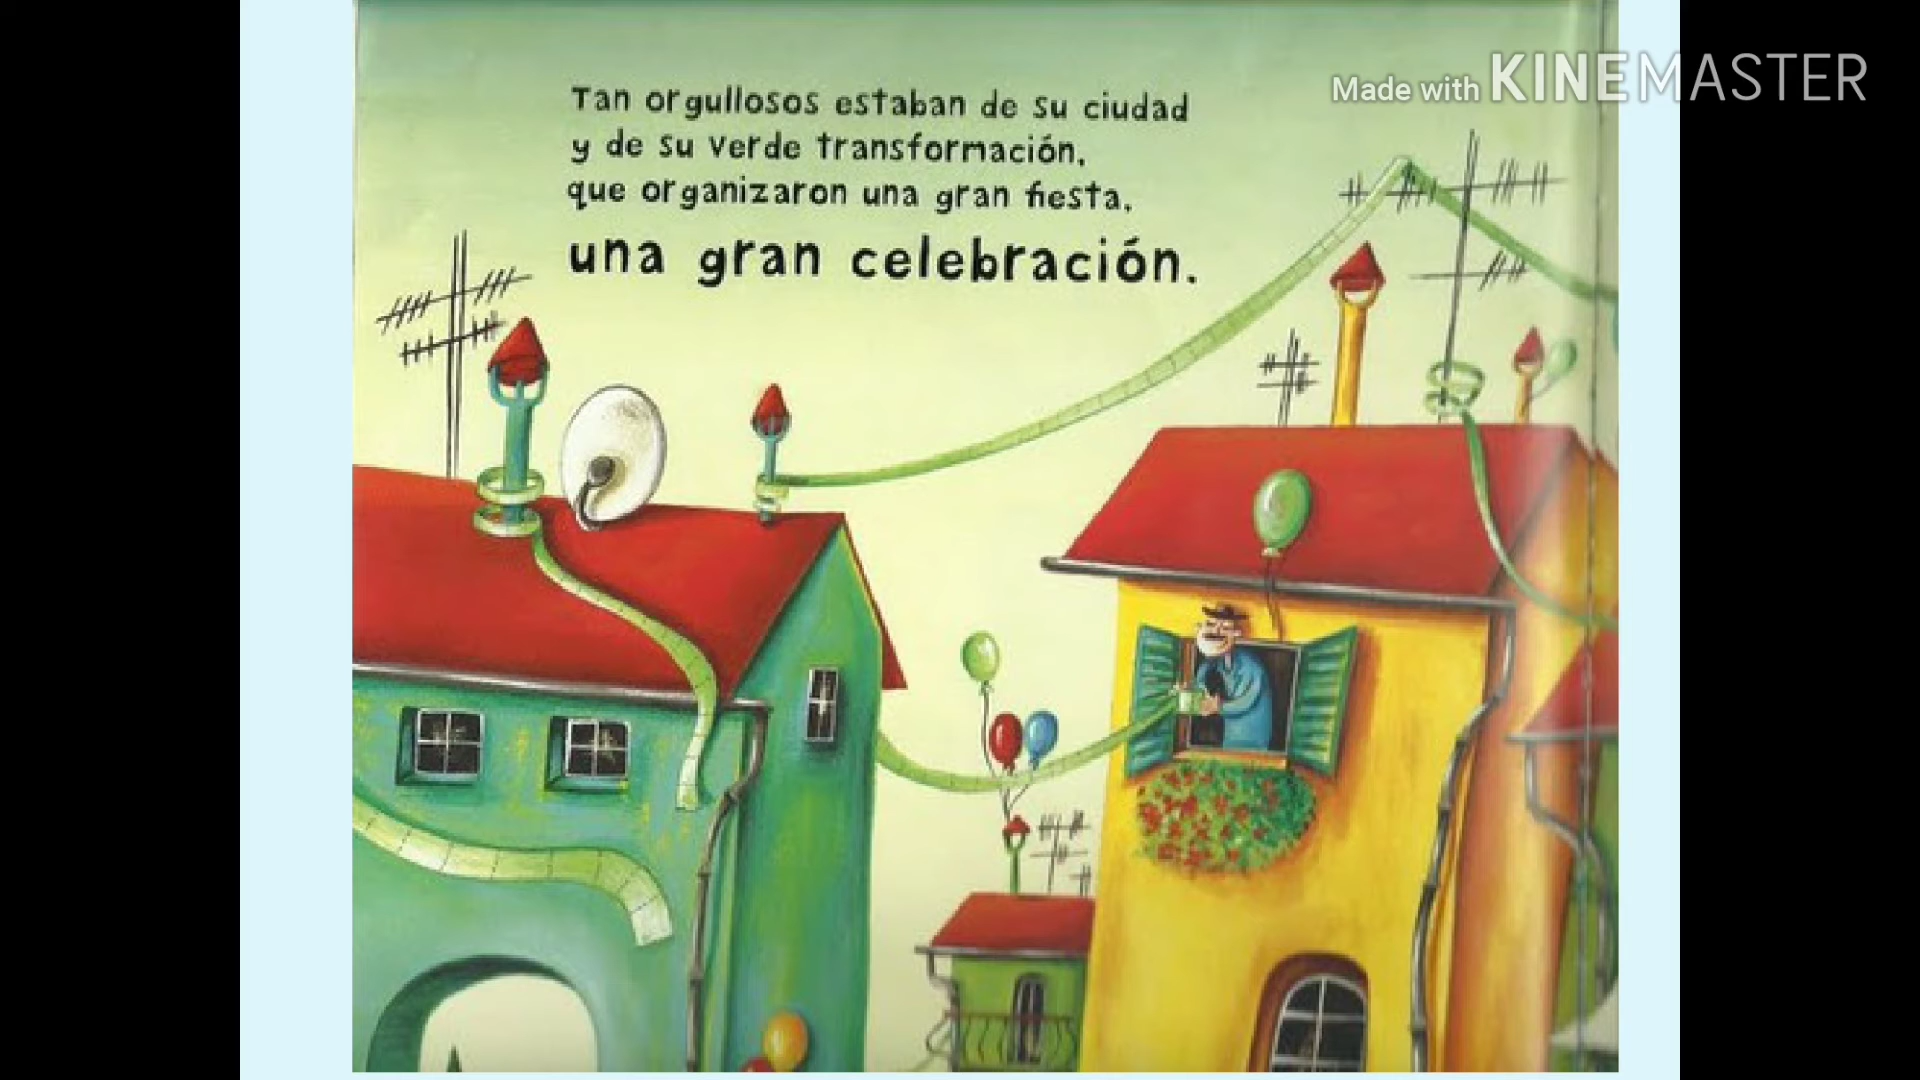 Made with KINEMASTER
Tan orgullosos estaban de su ciudad
y de su verde transformación,
que organizaron una gran fiesta,
una gran celebración.